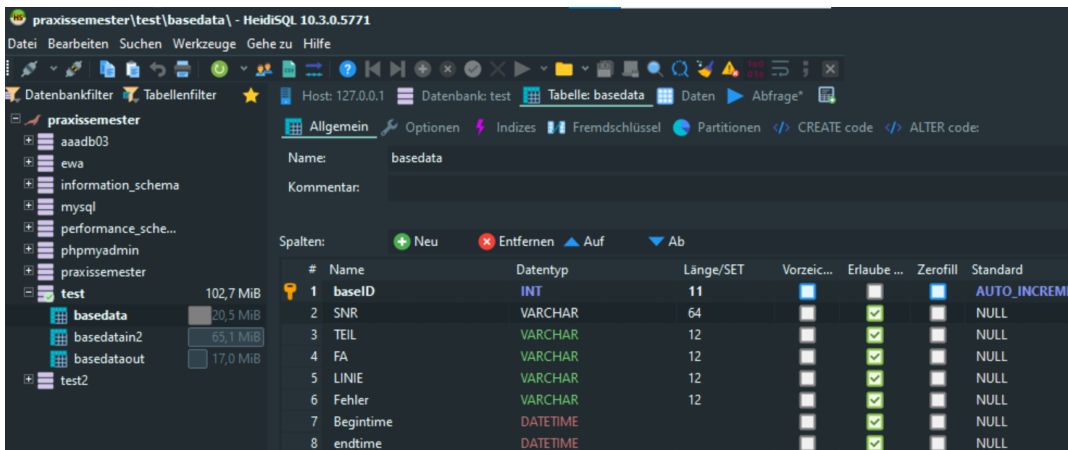 praxissemester\test\basedata\ - HeidiSQL 10.3.0.5771
Datei Bearbeiten Suchen Werkzeuge Gehe zu Hilfe
Datenbankfilter Tabellenfilter Host: 127.0.0.1 Datenbank: test Tabelle: basedata Daten Abfrage*
praxissemester
aaadb03
ewa
information_schema
mysql
performance_sche...
phpmyadmin
praxissemester
test 102,7 MiB
basedata 20,5 MiB
basedatain2 65,1 MiB
basedataout 17,0 MiB
test2
Allgemein Optionen Indizes Fremdschlüssel Partitionen CREATE code ALTER code:
Name: basedata
Kommentar:
Spalten: Neu Entfernen Auf Ab
# Name Datentyp Länge/SET Vorzeic... Erlaube ... Zerofill Standard
1 baseID INT 11 AUTO_INCREM
2 SNR VARCHAR 64 NULL
3 TEIL VARCHAR 12 NULL
4 FA VARCHAR 12 NULL
5 LINIE VARCHAR 12 NULL
6 Fehler VARCHAR 12 NULL
7 Begintime DATETIME NULL
8 endtime DATETIME NULL